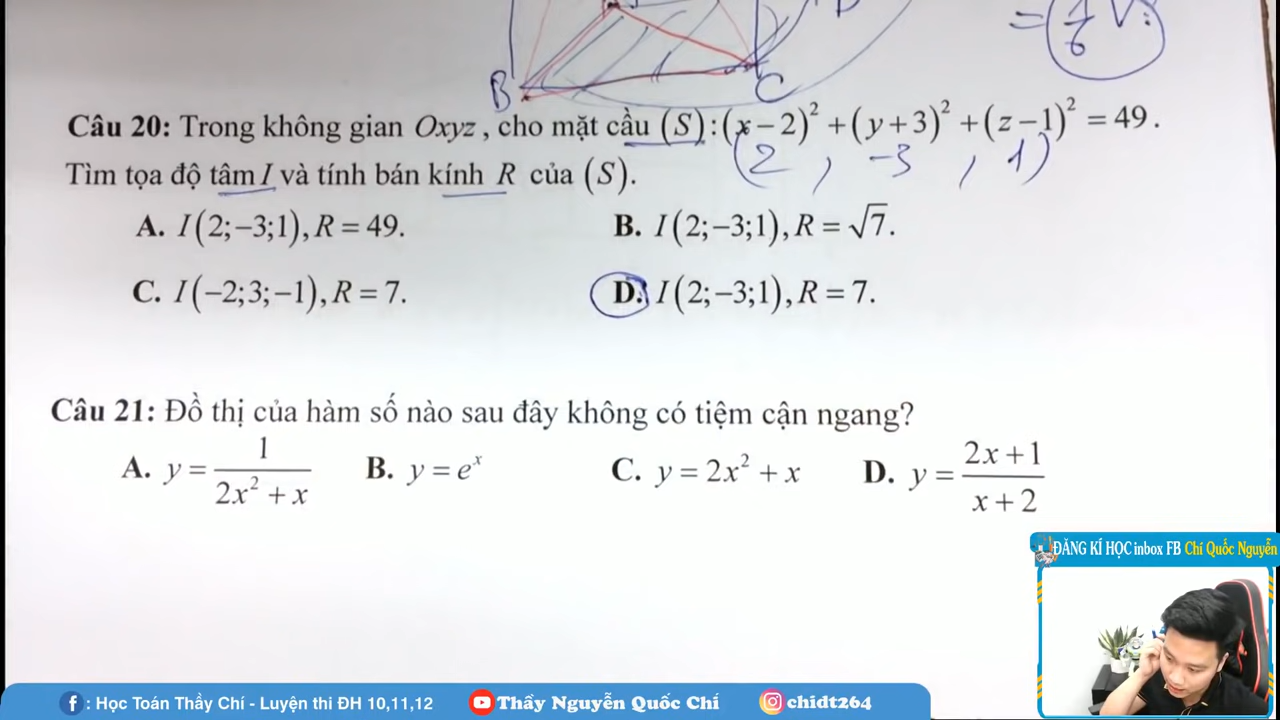 B
C
= 1/6 V
Câu 20: Trong không gian Oxyz, cho mặt cầu (S): (x−2)² + (y+3)² + (z−1)² = 49.
(2, −3, 1)
Tìm tọa độ tâm I và tính bán kính R của (S).
A. I(2;−3;1), R = 49. B. I(2;−3;1), R = √7.
C. I(−2;3;−1), R = 7. D. I(2;−3;1), R = 7.
Câu 21: Đồ thị của hàm số nào sau đây không có tiệm cận ngang?
A. y = 1/(2x² + x) B. y = eˣ C. y = 2x² + x D. y = (2x+1)/(x+2)
ĐĂNG KÍ HỌC inbox FB Chí Quốc Nguyễn
f : Học Toán Thầy Chí - Luyện thi ĐH 10,11,12 Thầy Nguyễn Quốc Chí chidt264